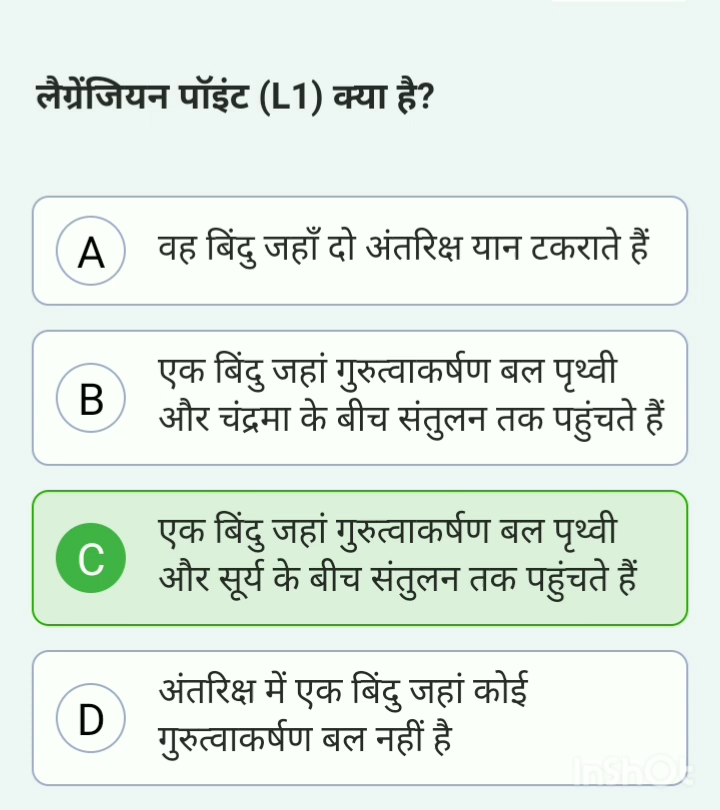 लैग्रेंजियन पॉइंट (L1) क्या है?
A
वह बिंदु जहाँ दो अंतरिक्ष यान टकराते हैं
B
एक बिंदु जहां गुरुत्वाकर्षण बल पृथ्वी
और चंद्रमा के बीच संतुलन तक पहुंचते हैं
C
एक बिंदु जहां गुरुत्वाकर्षण बल पृथ्वी
और सूर्य के बीच संतुलन तक पहुंचते हैं
D
अंतरिक्ष में एक बिंदु जहां कोई
गुरुत्वाकर्षण बल नहीं है
InShOt